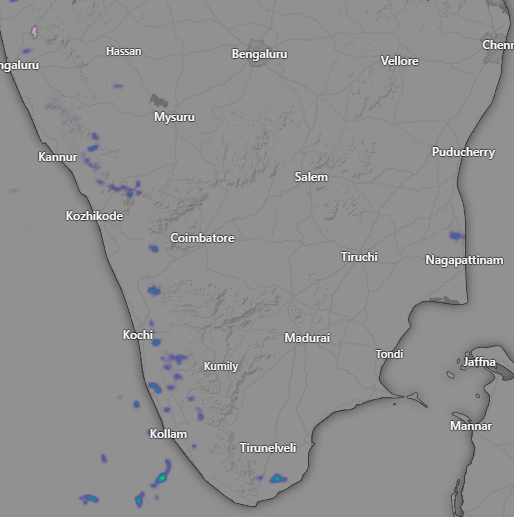 Hassan
Bengaluru
Chenn
ngaluru
Vellore
Mysuru
Kannur
Puducherry
Salem
Kozhikode
Coimbatore
Tiruchi
Nagapattinam
Kochi
Madurai
Tondi
Kumily
Jaffna
Kollam
Mannar
Tirunelveli